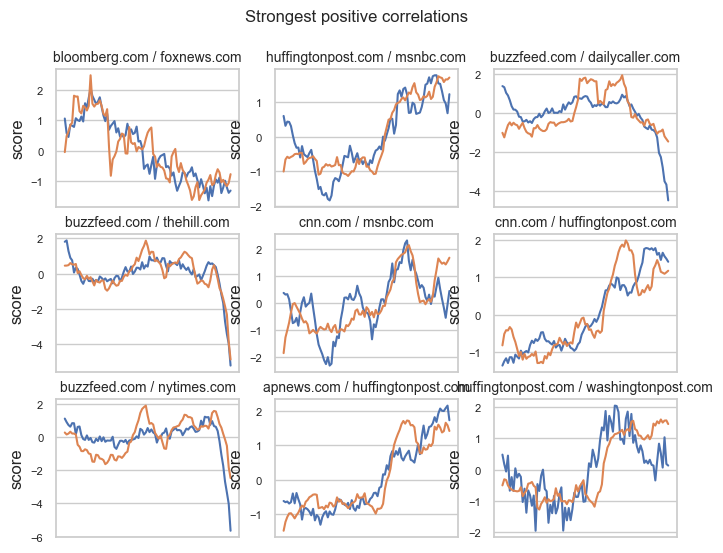 Strongest positive correlations
bloomberg.com / foxnews.com
huffingtonpost.com / msnbc.com
buzzfeed.com / dailycaller.com
2
1
0
−1
score
1
0
−1
−2
score
2
0
−2
−4
score
buzzfeed.com / thehill.com
cnn.com / msnbc.com
cnn.com / huffingtonpost.com
2
0
−2
−4
score
2
1
0
−1
−2
score
2
1
0
−1
score
buzzfeed.com / nytimes.com
apnews.com / huffingtonpost.com
huffingtonpost.com / washingtonpost.com
2
0
−2
−4
−6
score
2
1
0
−1
score
2
1
0
−1
−2
score